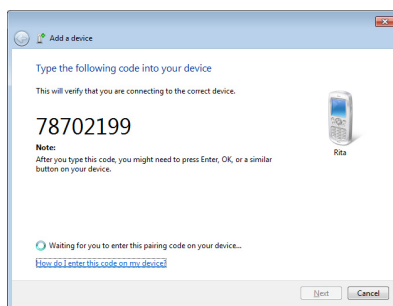 Add a device
Type the following code into your device
This will verify that you are connecting to the correct device.
78702199
Note:
After you type this code, you might need to press Enter, OK, or a similar
button on your device.
Rita
Waiting for you to enter this pairing code on your device...
How do I enter this code on my device?
Next
Cancel